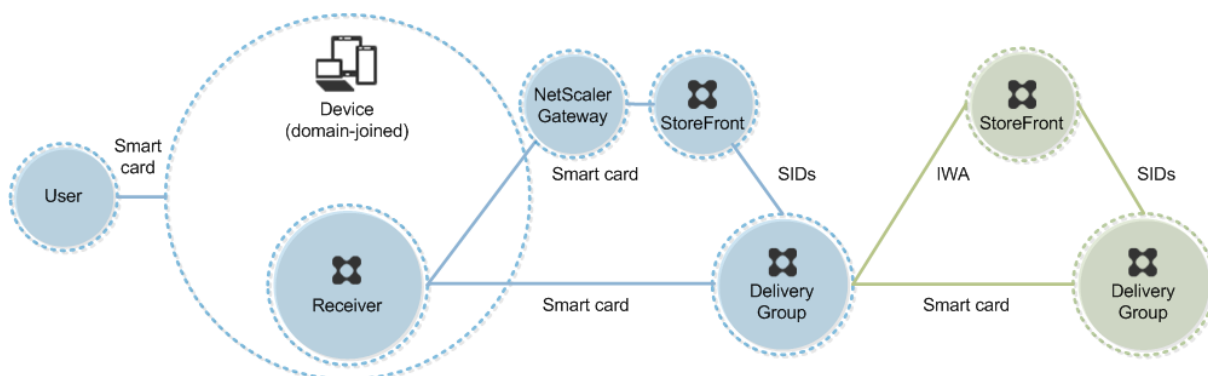 User
Smart
card
Device
(domain-joined)
Receiver
NetScaler
Gateway
StoreFront
Smart card
SIDs
Smart card
Delivery
Group
IWA
StoreFront
SIDs
Smart card
Delivery
Group